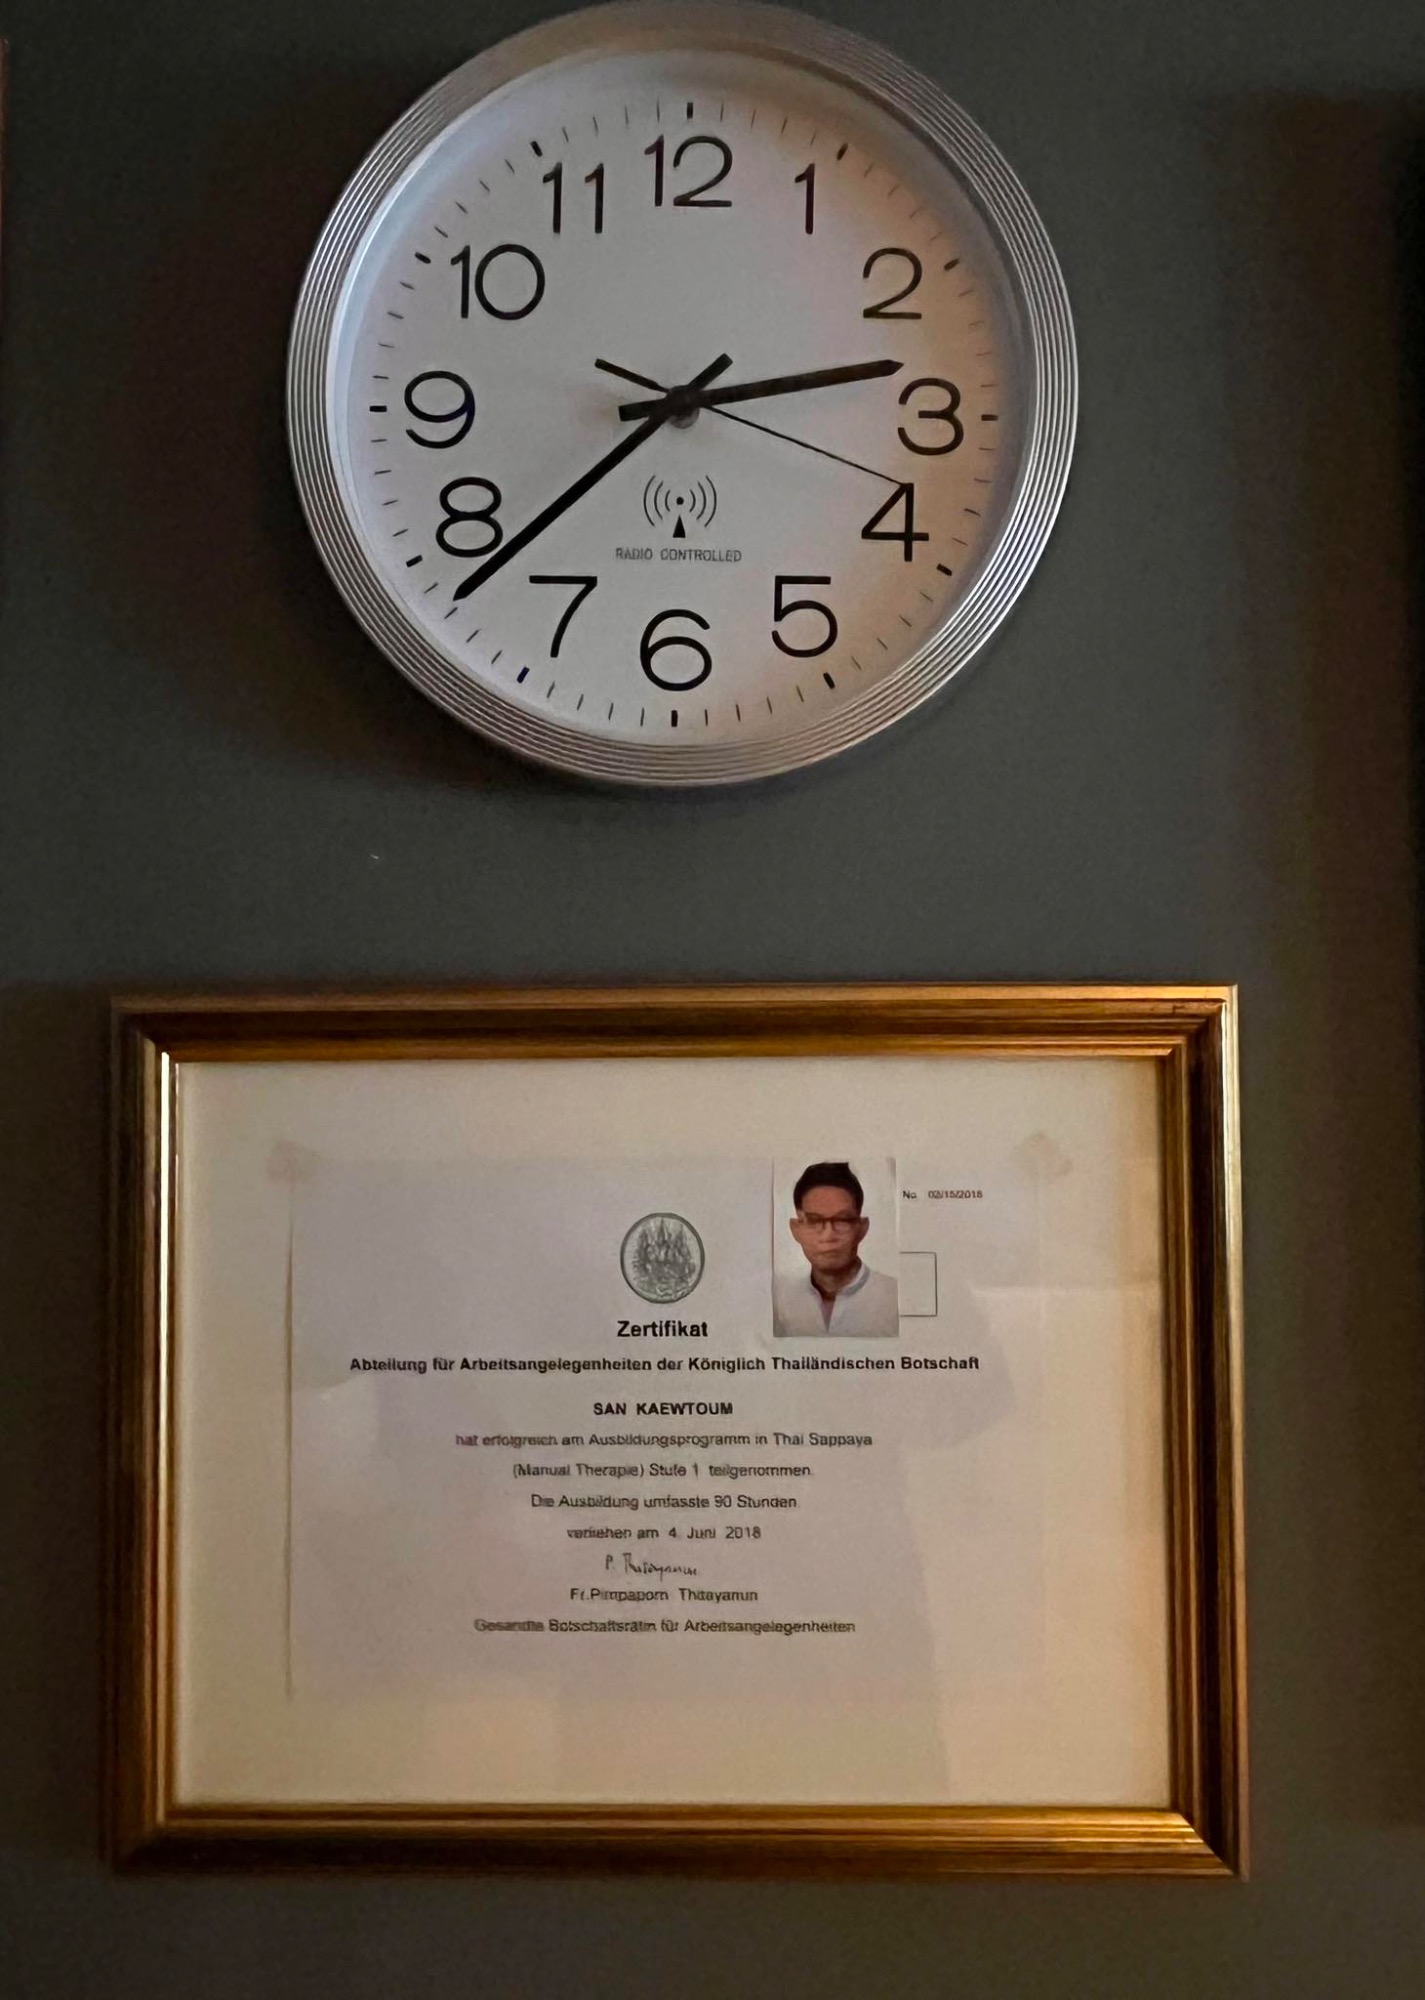 12
11
1
10
2
9
3
8
4
RADIO CONTROLLED
7
5
6
No. 02/15/2018
Zertifikat
Abteilung für Arbeitsangelegenheiten der Königlich Thailändischen Botschaft
SAN KAEWTOUM
hat erfolgreich am Ausbildungsprogramm in Thai Sappaya
(Manual Therapie) Stufe 1 teilgenommen.
Die Ausbildung umfasste 90 Stunden
verliehen am 4. Juni 2018
Fr.Pimpaporn Thitayanun
Gesandte Botschaftsrätin für Arbeitsangelegenheiten